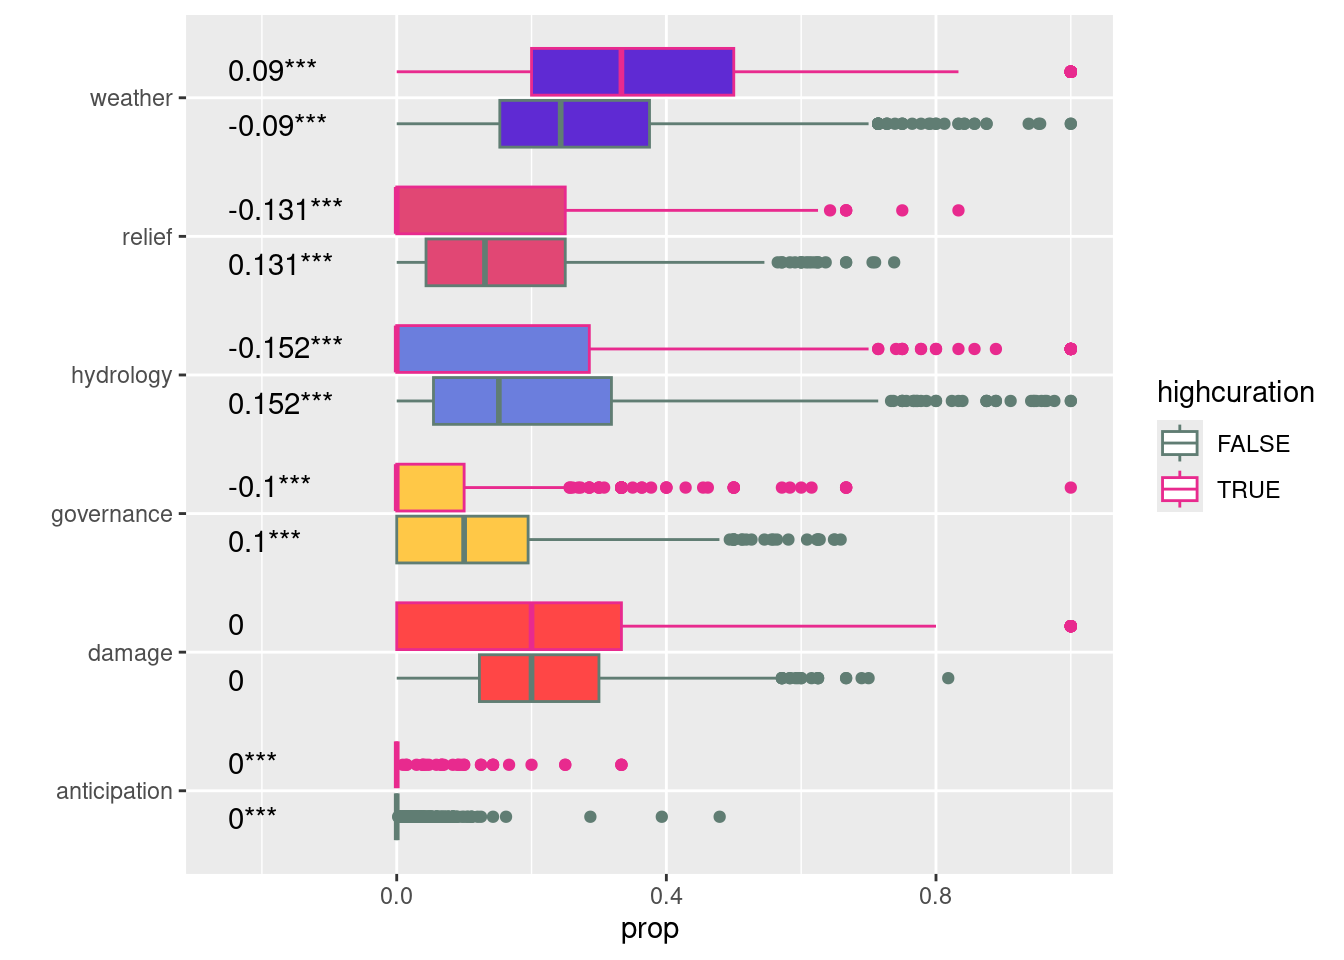 0.09***
weather
-0.09***
-0.131***
relief
0.131***
-0.152***
hydrology
0.152***
-0.1***
governance
0.1***
0
damage
0
0***
anticipation
0***
0.0
0.4
0.8
prop
highcuration
FALSE
TRUE